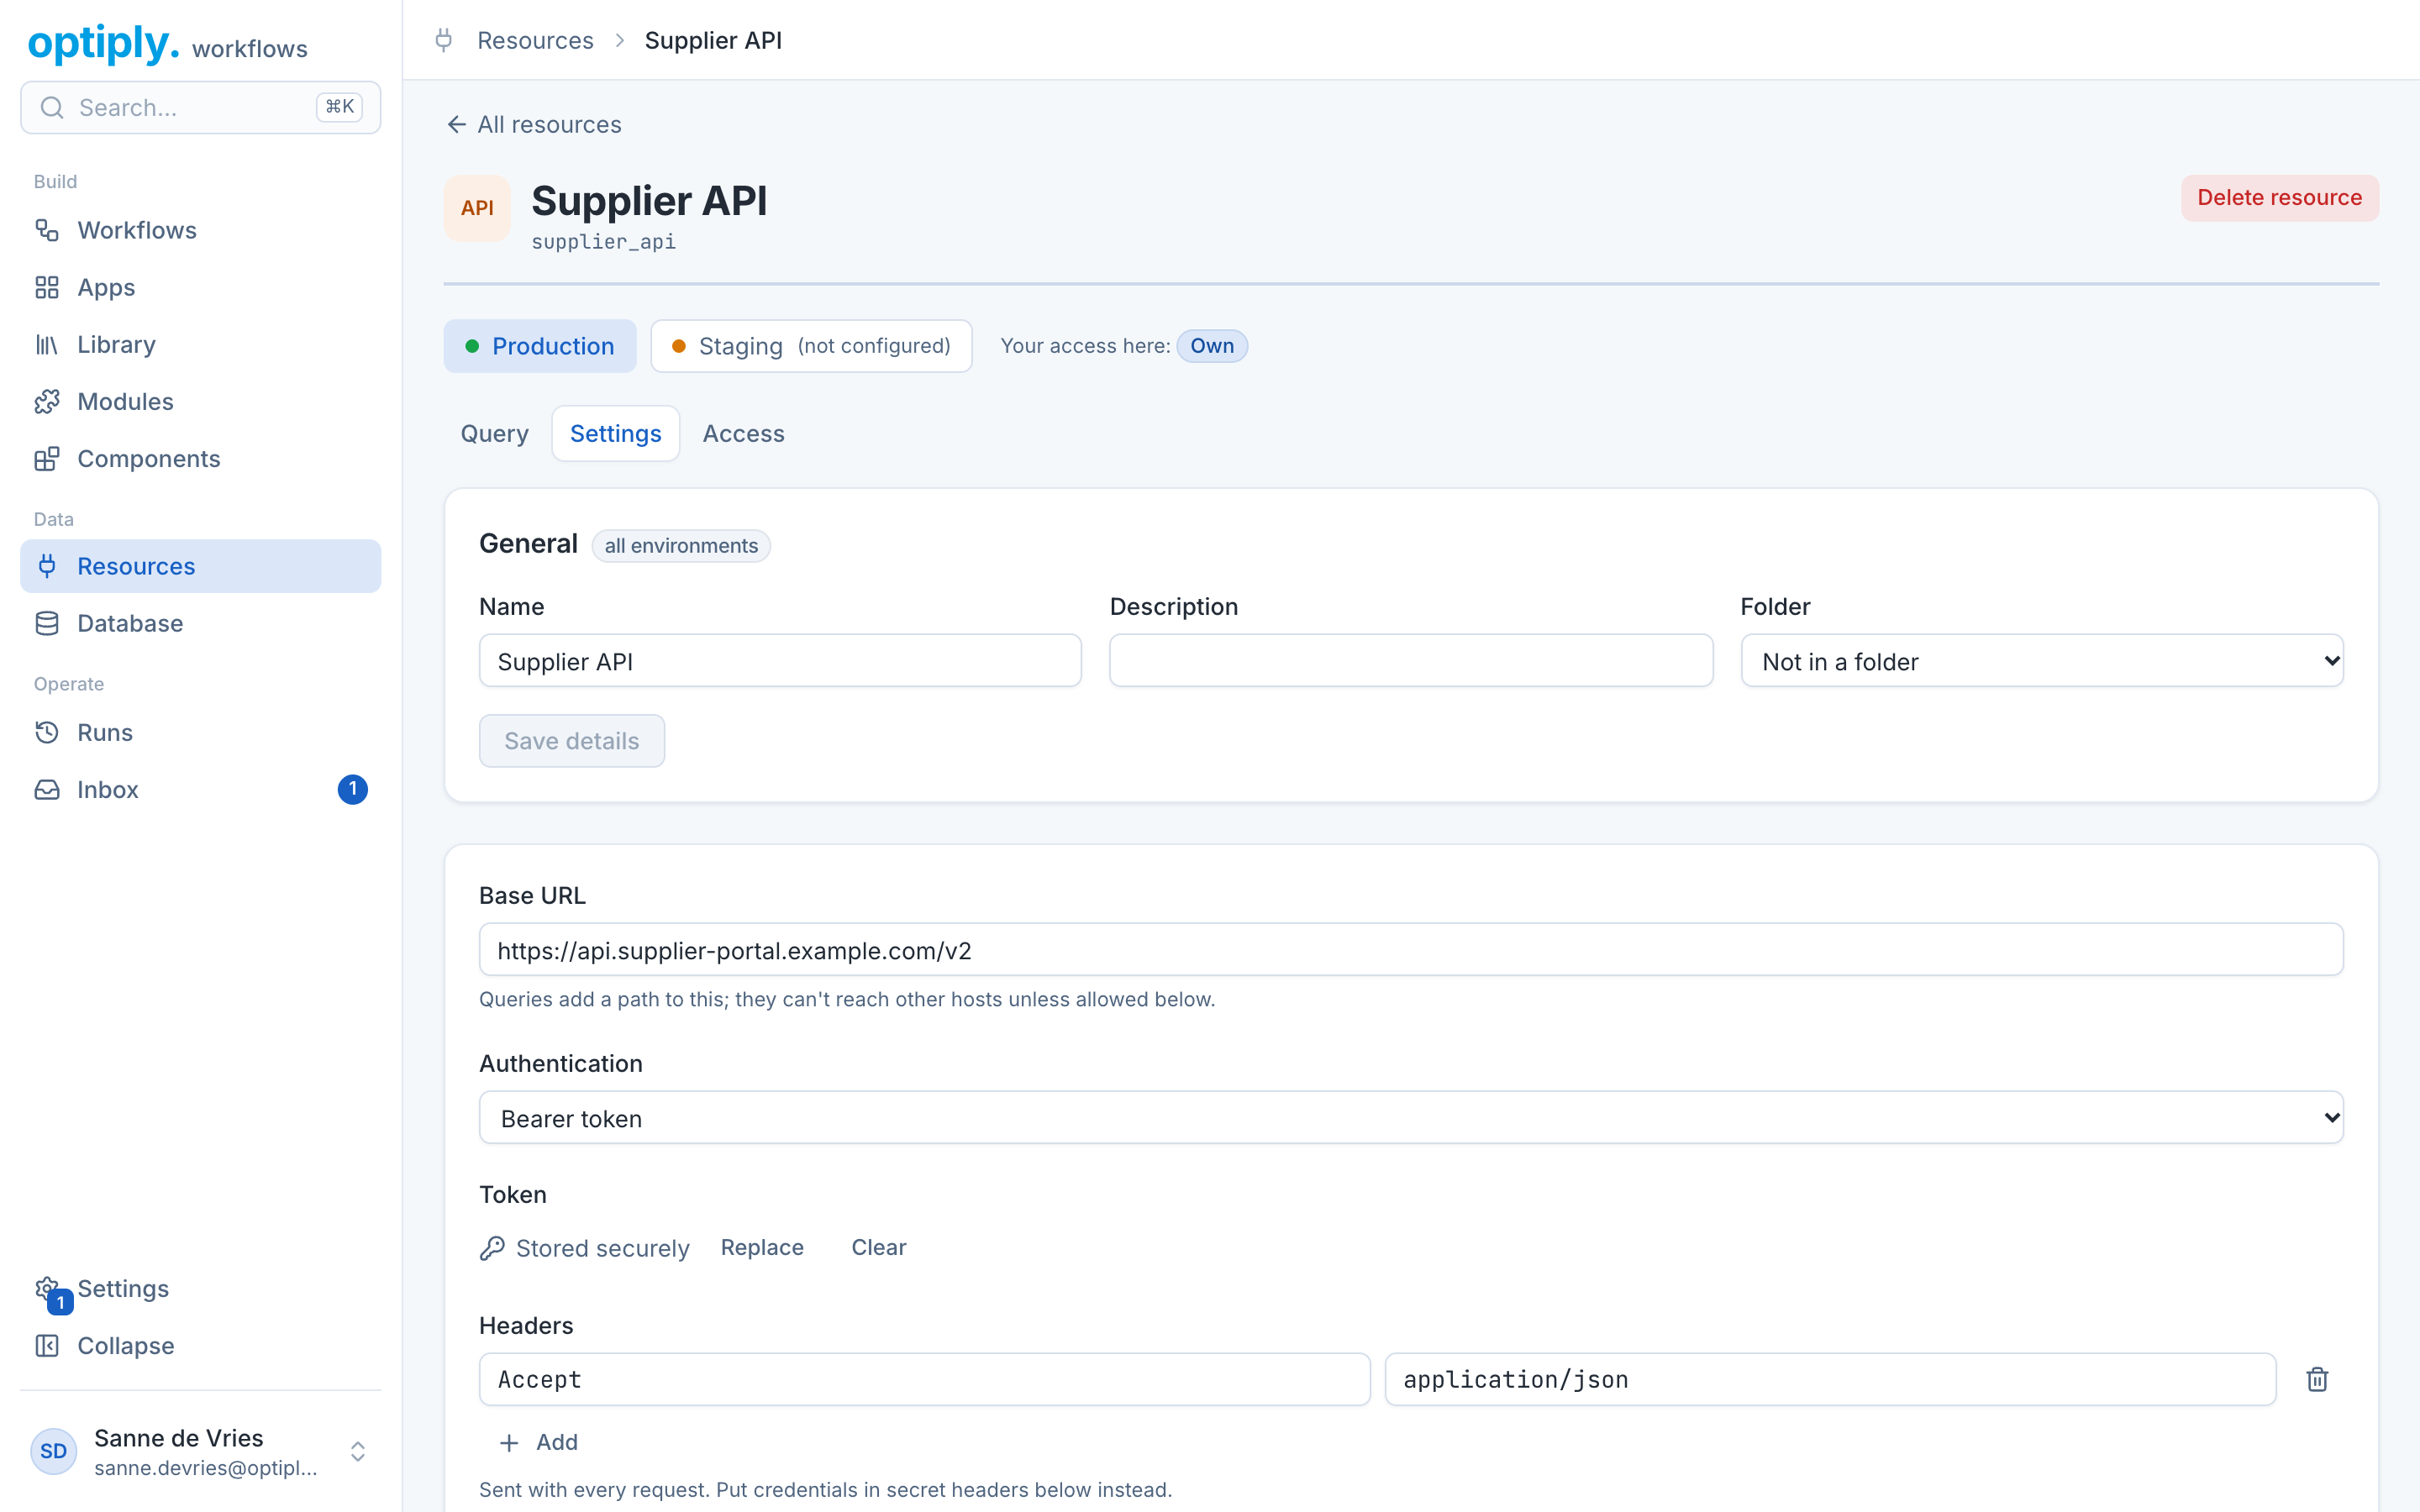 optiply. workflows
Search... ⌘K
Build
Workflows
Apps
Library
Modules
Components
Data
Resources
Database
Operate
Runs
Inbox 1
Settings
1
Collapse
SD
Sanne de Vries
sanne.devries@optipl...
Resources > Supplier API
← All resources
API
Supplier API
supplier_api
Delete resource
Production
Staging (not configured)
Your access here: Own
Query Settings Access
General all environments
Name Description Folder
Supplier API Not in a folder
Save details
Base URL
https://api.supplier-portal.example.com/v2
Queries add a path to this; they can't reach other hosts unless allowed below.
Authentication
Bearer token
Token
Stored securely Replace Clear
Headers
Accept application/json
+ Add
Sent with every request. Put credentials in secret headers below instead.